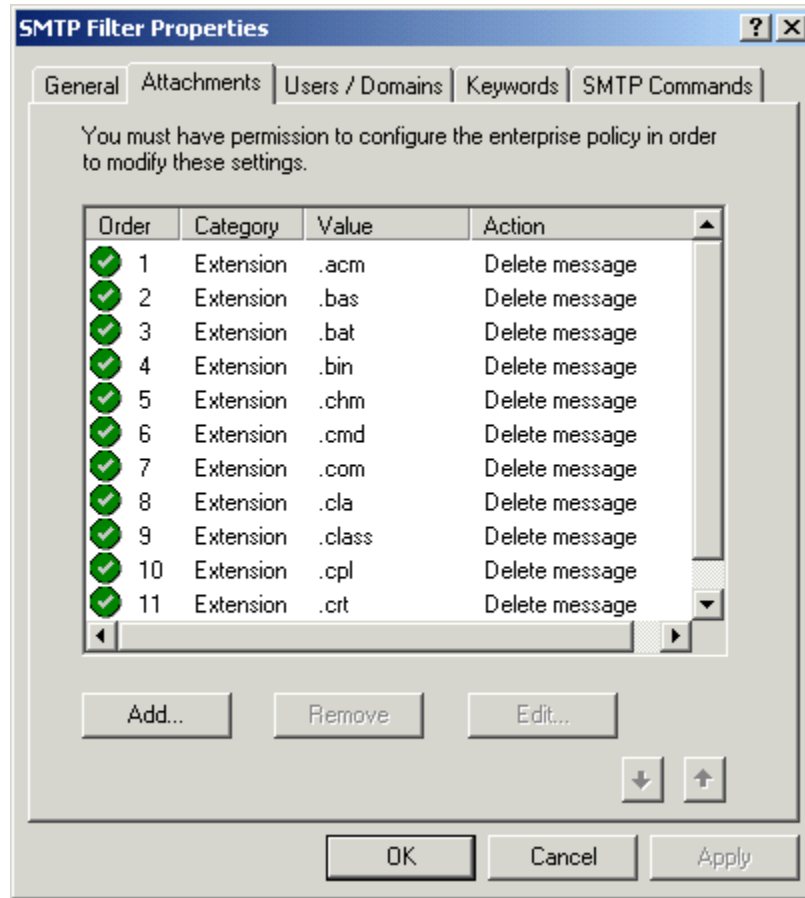 SMTP Filter Properties
General Attachments Users / Domains Keywords SMTP Commands
You must have permission to configure the enterprise policy in order
to modify these settings.
Order Category Value Action
1 Extension .acm Delete message
2 Extension .bas Delete message
3 Extension .bat Delete message
4 Extension .bin Delete message
5 Extension .chm Delete message
6 Extension .cmd Delete message
7 Extension .com Delete message
8 Extension .cla Delete message
9 Extension .class Delete message
10 Extension .cpl Delete message
11 Extension .crt Delete message
Add... Remove Edit...
OK Cancel Apply